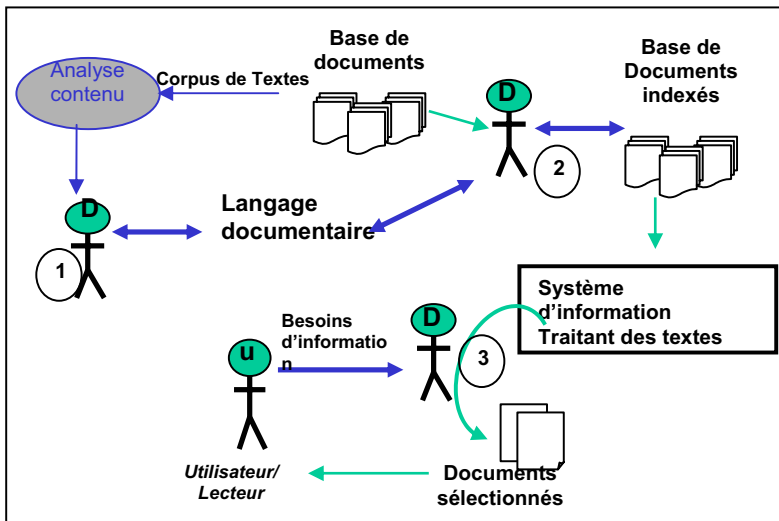 Analyse
contenu
Corpus de Textes
Base de
documents
Base de
Documents
indexés
D
2
D
1
Langage
documentaire
Système
d'information
Traitant des textes
Besoins
d'informatio
n
D
3
u
Utilisateur/
Lecteur
Documents
sélectionnés